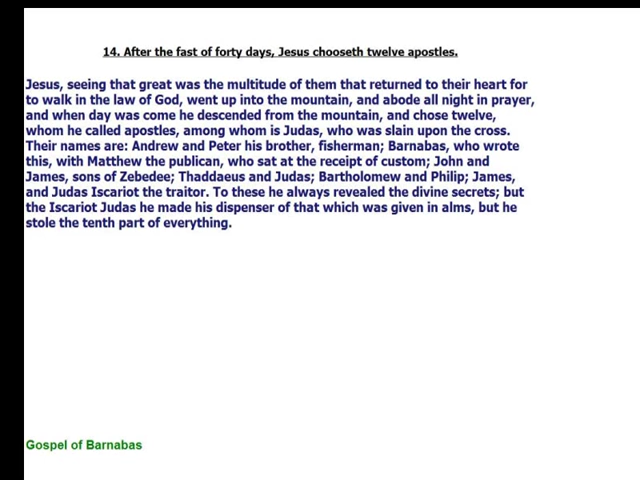 14. After the fast of forty days, Jesus chooseth twelve apostles.
Jesus, seeing that great was the multitude of them that returned to their heart for
to walk in the law of God, went up into the mountain, and abode all night in prayer,
and when day was come he descended from the mountain, and chose twelve,
whom he called apostles, among whom is Judas, who was slain upon the cross.
Their names are: Andrew and Peter his brother, fisherman; Barnabas, who wrote
this, with Matthew the publican, who sat at the receipt of custom; John and
James, sons of Zebedee; Thaddaeus and Judas; Bartholomew and Philip; James,
and Judas Iscariot the traitor. To these he always revealed the divine secrets; but
the Iscariot Judas he made his dispenser of that which was given in alms, but he
stole the tenth part of everything.
Gospel of Barnabas